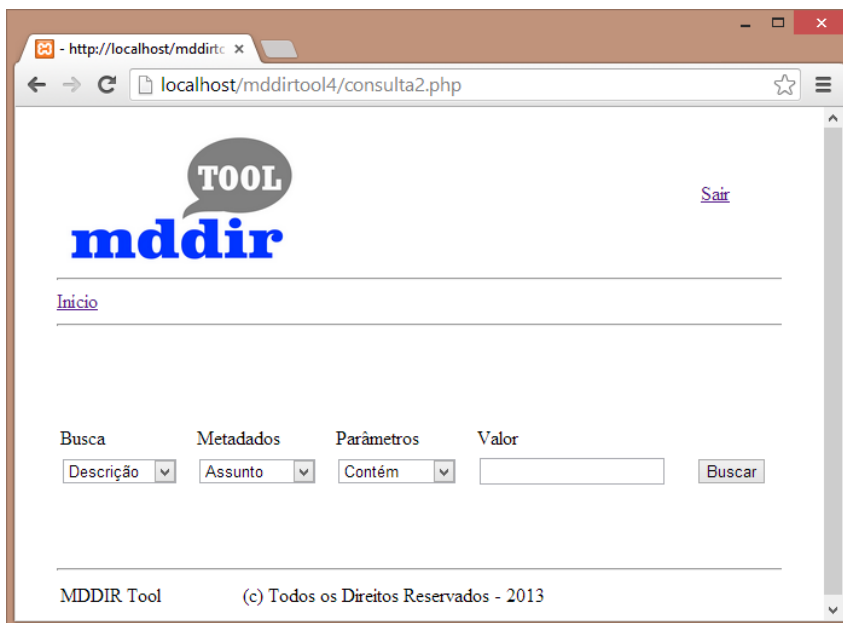 - http://localhost/mddirtc
localhost/mddirtool4/consulta2.php
TOOL
mddir
Sair
Inicio
Busca Metadados Parâmetros Valor
Descrição Assunto Contém Buscar
MDDIR Tool (c) Todos os Direitos Reservados - 2013